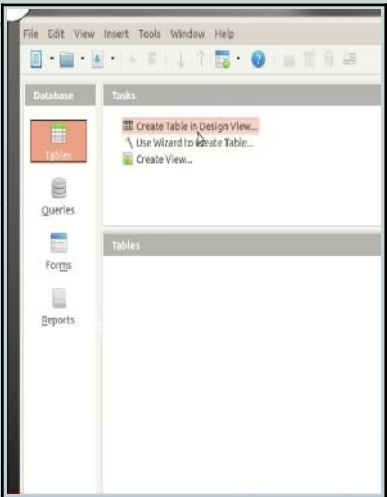 File Edit View Insert Tools Window Help
Database
Tasks
Tables
Queries
Forms
Reports
Create Table in Design View...
Use Wizard to Create Table...
Create View...
Tables